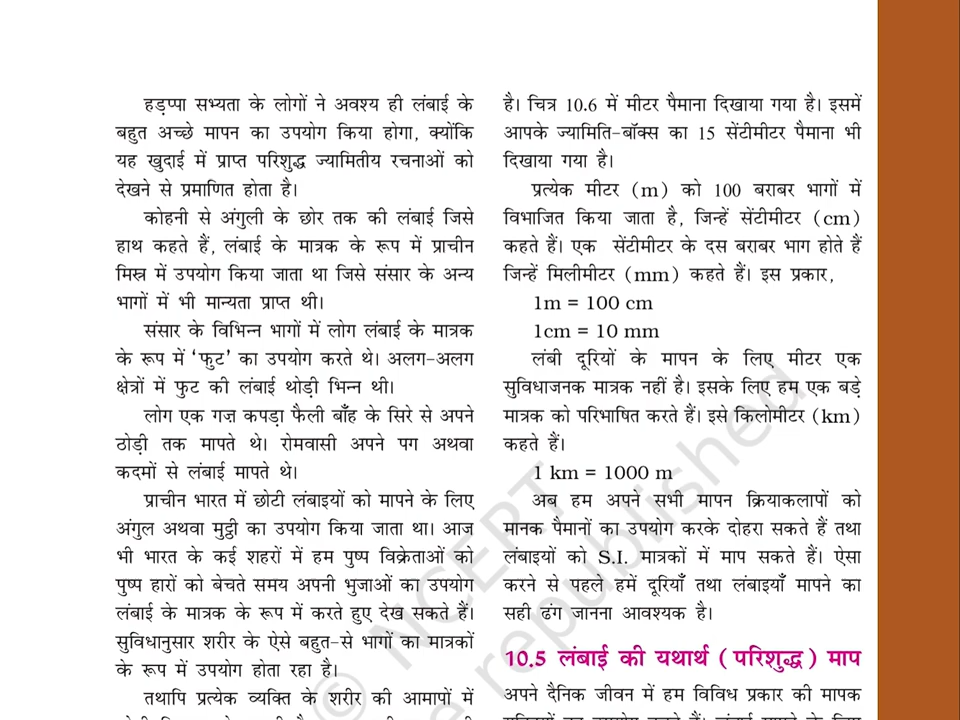 हड़प्पा सभ्यता के लोगों ने अवश्य ही लंबाई के
बहुत अच्छे मापन का उपयोग किया होगा, क्योंकि
यह खुदाई में प्राप्त परिशुद्ध ज्यामितीय रचनाओं को
देखने से प्रमाणित होता है।
कोहनी से अंगुली के छोर तक की लंबाई जिसे
हाथ कहते हैं, लंबाई के मात्रक के रूप में प्राचीन
मिस्र में उपयोग किया जाता था जिसे संसार के अन्य
भागों में भी मान्यता प्राप्त थी।
संसार के विभिन्न भागों में लोग लंबाई के मात्रक
के रूप में ‘फुट’ का उपयोग करते थे। अलग-अलग
क्षेत्रों में फुट की लंबाई थोड़ी भिन्न थी।
लोग एक गज़ कपड़ा फैली बाँह के सिरे से अपने
ठोड़ी तक मापते थे। रोमवासी अपने पग अथवा
कदमों से लंबाई मापते थे।
प्राचीन भारत में छोटी लंबाइयों को मापने के लिए
अंगुल अथवा मुट्ठी का उपयोग किया जाता था। आज
भी भारत के कई शहरों में हम पुष्प विक्रेताओं को
पुष्प हारों को बेचते समय अपनी भुजाओं का उपयोग
लंबाई के मात्रक के रूप में करते हुए देख सकते हैं।
सुविधानुसार शरीर के ऐसे बहुत-से भागों का मात्रकों
के रूप में उपयोग होता रहा है।
तथापि प्रत्येक व्यक्ति के शरीर की आमापों में
है। चित्र 10.6 में मीटर पैमाना दिखाया गया है। इसमें
आपके ज्यामिति-बॉक्स का 15 सेंटीमीटर पैमाना भी
दिखाया गया है।
प्रत्येक मीटर (m) को 100 बराबर भागों में
विभाजित किया जाता है, जिन्हें सेंटीमीटर (cm)
कहते हैं। एक सेंटीमीटर के दस बराबर भाग होते हैं
जिन्हें मिलीमीटर (mm) कहते हैं। इस प्रकार,
1m = 100 cm
1cm = 10 mm
लंबी दूरियों के मापन के लिए मीटर एक
सुविधाजनक मात्रक नहीं है। इसके लिए हम एक बड़े
मात्रक को परिभाषित करते हैं। इसे किलोमीटर (km)
कहते हैं।
1 km = 1000 m
अब हम अपने सभी मापन क्रियाकलापों को
मानक पैमानों का उपयोग करके दोहरा सकते हैं तथा
लंबाइयों को S.I. मात्रकों में माप सकते हैं। ऐसा
करने से पहले हमें दूरियाँ तथा लंबाइयाँ मापने का
सही ढंग जानना आवश्यक है।
10.5 लंबाई की यथार्थ (परिशुद्ध) माप
अपने दैनिक जीवन में हम विविध प्रकार की मापक
© NCERT
republished